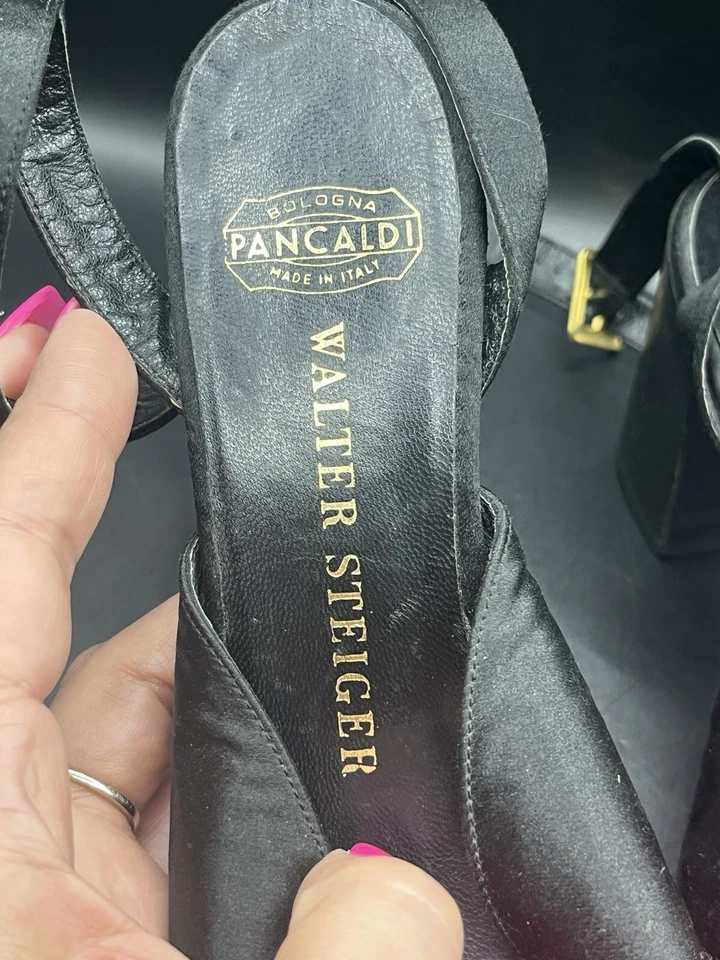 BOLOGNA
PANCALDI
MADE IN ITALY
WALTER STEIGER